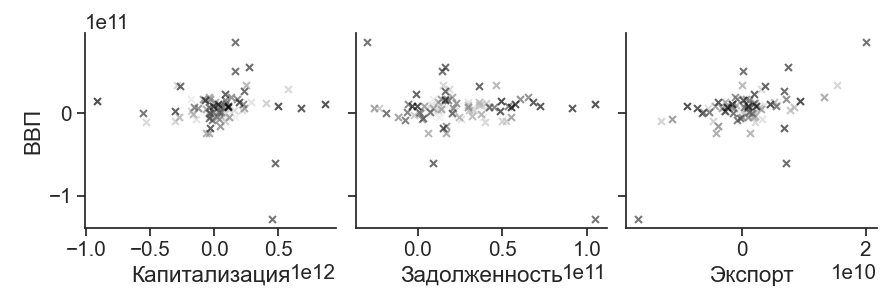 1e11
ВВП
0
−1
−1.0 −0.5 0.0 0.5
0.0 0.5 1.0
0 2
Капитализация 1e12
Задолженность 1e11
Экспорт 1e10